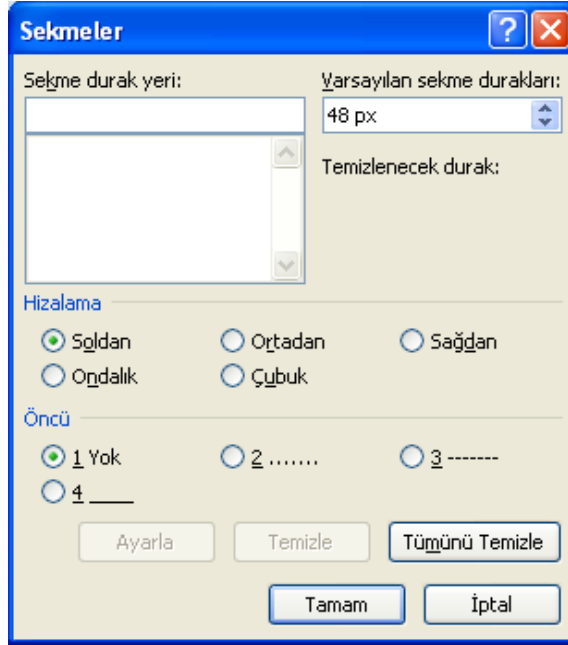 Sekmeler
Sekme durak yeri: Varsayılan sekme durakları:
48 px
Temizlenecek durak:
Hizalama
Soldan Ortadan Sağdan
Ondalık Çubuk
Öncü
1 Yok 2 ....... 3 -------
4 ____
Ayarla Temizle Tümünü Temizle
Tamam İptal